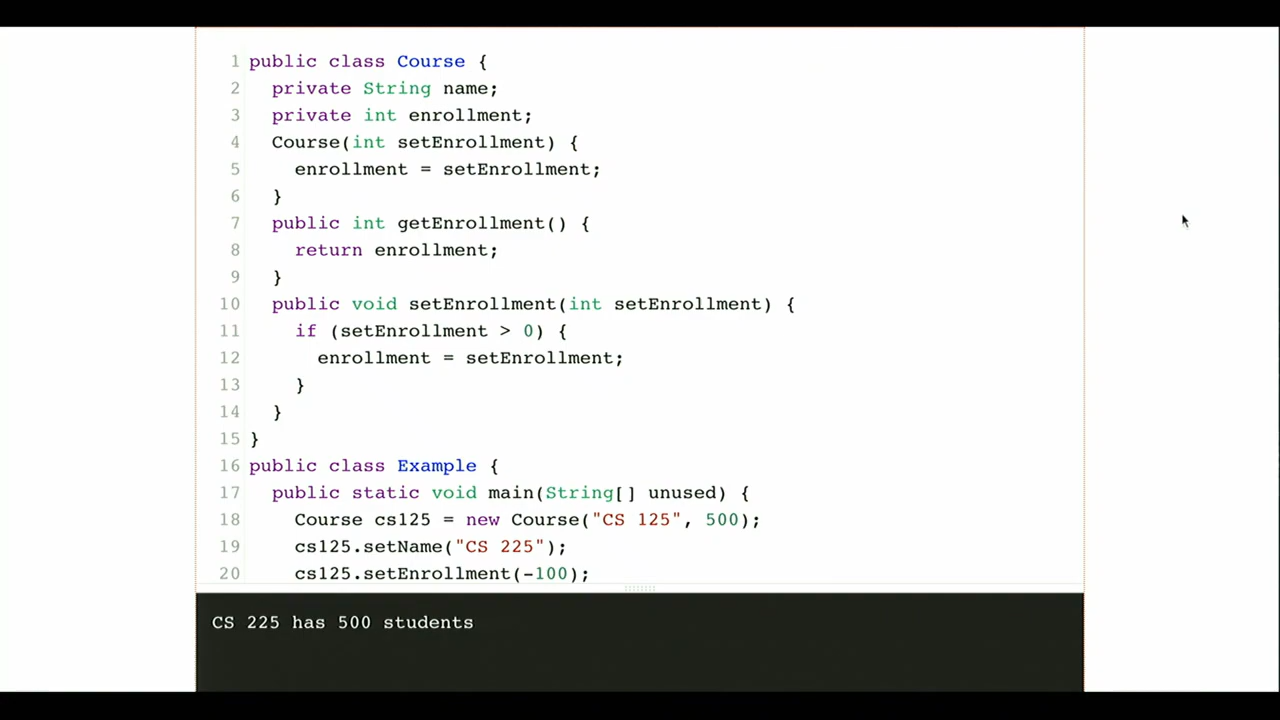 1 public class Course {
2   private String name;
3   private int enrollment;
4   Course(int setEnrollment) {
5     enrollment = setEnrollment;
6   }
7   public int getEnrollment() {
8     return enrollment;
9   }
10   public void setEnrollment(int setEnrollment) {
11     if (setEnrollment > 0) {
12       enrollment = setEnrollment;
13     }
14   }
15 }
16 public class Example {
17   public static void main(String[] unused) {
18     Course cs125 = new Course("CS 125", 500);
19     cs125.setName("CS 225");
20     cs125.setEnrollment(-100);
CS 225 has 500 students